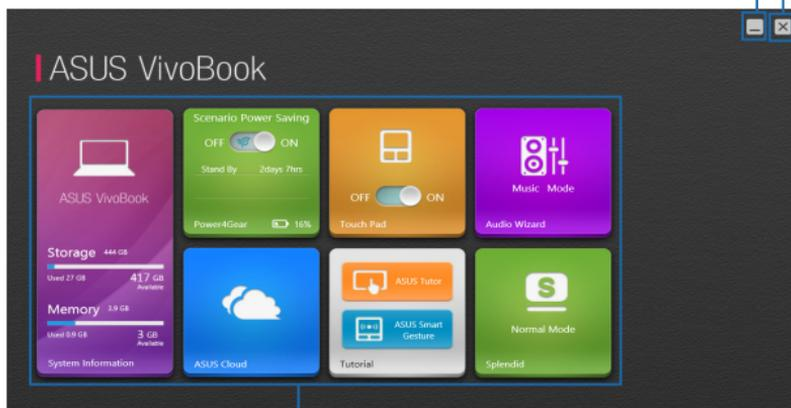 ASUS VivoBook
ASUS VivoBook
Storage 444 GB
Used 27 GB 417 GB
Available
Memory 3.9 GB
Used 0.9 GB 3 GB
Available
System Information
Scenario Power Saving
OFF ON
Stand By 2days 7hrs
Power4Gear 16%
OFF ON
Touch Pad
Music Mode
Audio Wizard
ASUS Cloud
ASUS Tutor
ASUS Smart
Gesture
Tutorial
S
Normal Mode
Splendid